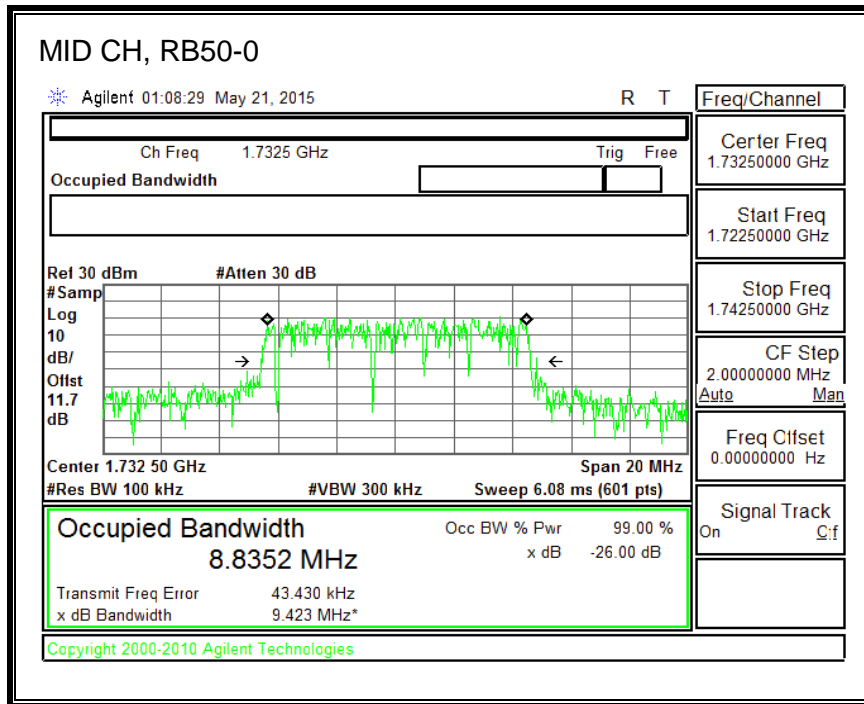 MID CH, RB50-0
Agilent 01:08:29 May 21, 2015 R T
Freq/Channel
Ch Freq 1.7325 GHz Trig Free
Occupied Bandwidth
Center Freq
1.73250000 GHz
Start Freq
1.72250000 GHz
Stop Freq
1.74250000 GHz
CF Step
2.00000000 MHz
Auto Man
Freq Offset
0.00000000 Hz
Signal Track
On Off
Ref 30 dBm #Atten 30 dB
#Samp
Log
10
dB/
Offst
11.7
dB
Center 1.732 50 GHz Span 20 MHz
#Res BW 100 kHz #VBW 300 kHz Sweep 6.08 ms (601 pts)
Occupied Bandwidth
8.8352 MHz
Occ BW % Pwr 99.00 %
x dB -26.00 dB
Transmit Freq Error 43.430 kHz
x dB Bandwidth 9.423 MHz*
Copyright 2000-2010 Agilent Technologies